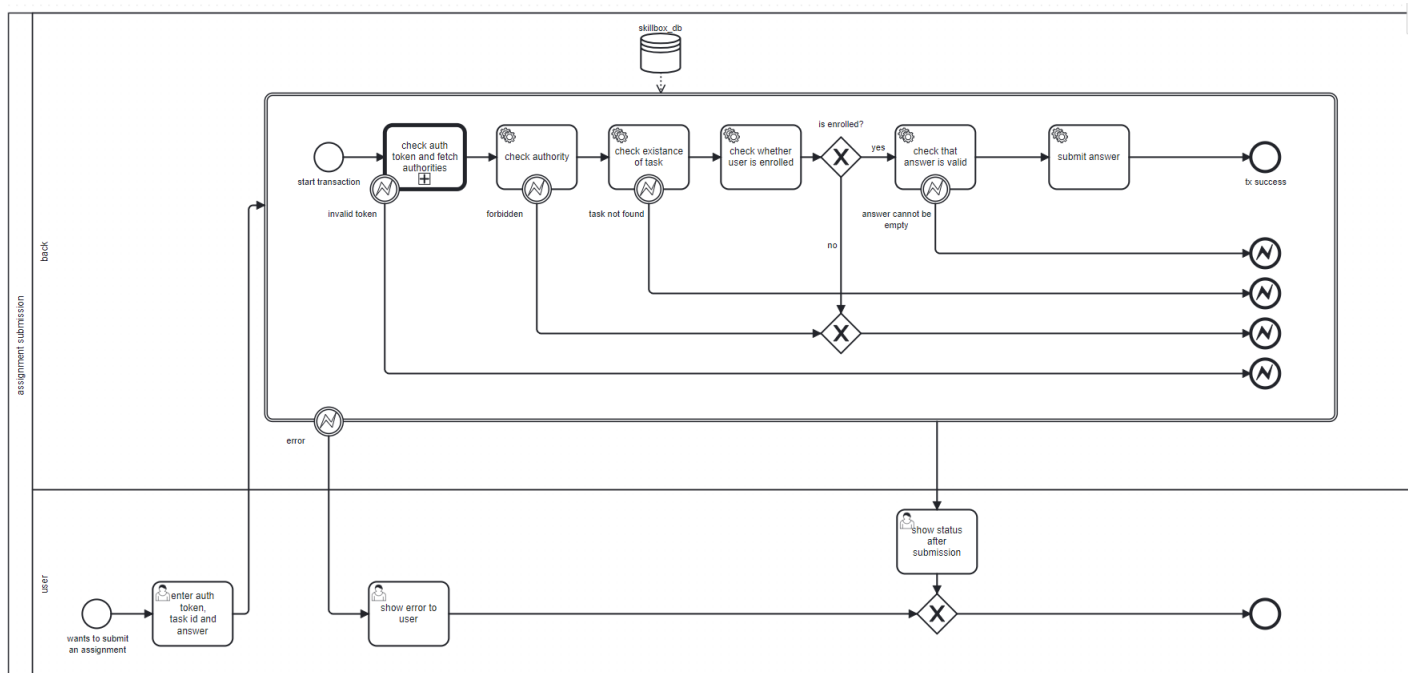 skillbox_db
is enrolled?
check auth
token and fetch
authorities
check authority
check existance
of task
check whether
user is enrolled
yes
check that
answer is valid
submit answer
start transaction
tx success
invalid token
forbidden
task not found
answer cannot be
empty
no
back
assignment submission
error
show status
after
submission
user
enter auth
token,
task id and
answer
show error to
user
wants to submit
an assignment